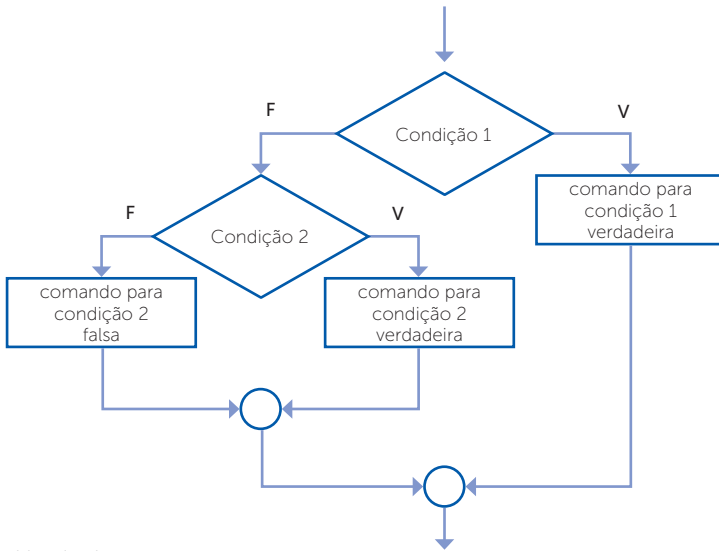 F
V
Condição 1
comando para
condição 1
verdadeira
F
V
Condição 2
comando para
condição 2
falsa
comando para
condição 2
verdadeira